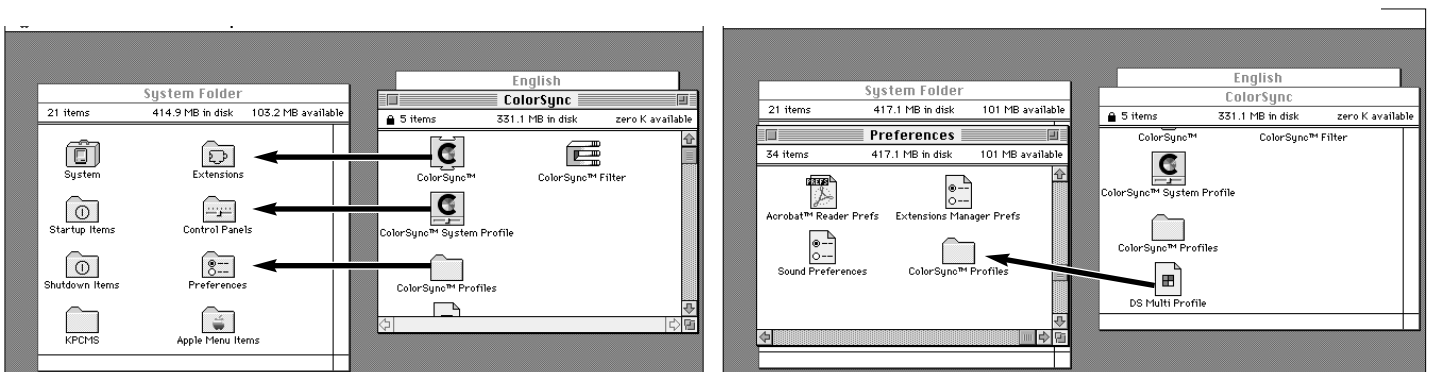 English
System Folder
ColorSync
21 items 414.9 MB in disk 103.2 MB available
5 items 331.1 MB in disk zero K available
System
Extensions
ColorSync™
ColorSync™ Filter
Startup Items
Control Panels
ColorSync™ System Profile
Shutdown Items
Preferences
ColorSync™ Profiles
KPCMS
Apple Menu Items
English
System Folder
ColorSync
21 items 417.1 MB in disk 101 MB available
5 items 331.1 MB in disk zero K available
Preferences
34 items 417.1 MB in disk 101 MB available
ColorSync™
ColorSync™ Filter
PREFS
ColorSync™ System Profile
Acrobat™ Reader Prefs
Extensions Manager Prefs
ColorSync™ Profiles
Sound Preferences
ColorSync™ Profiles
DS Multi Profile